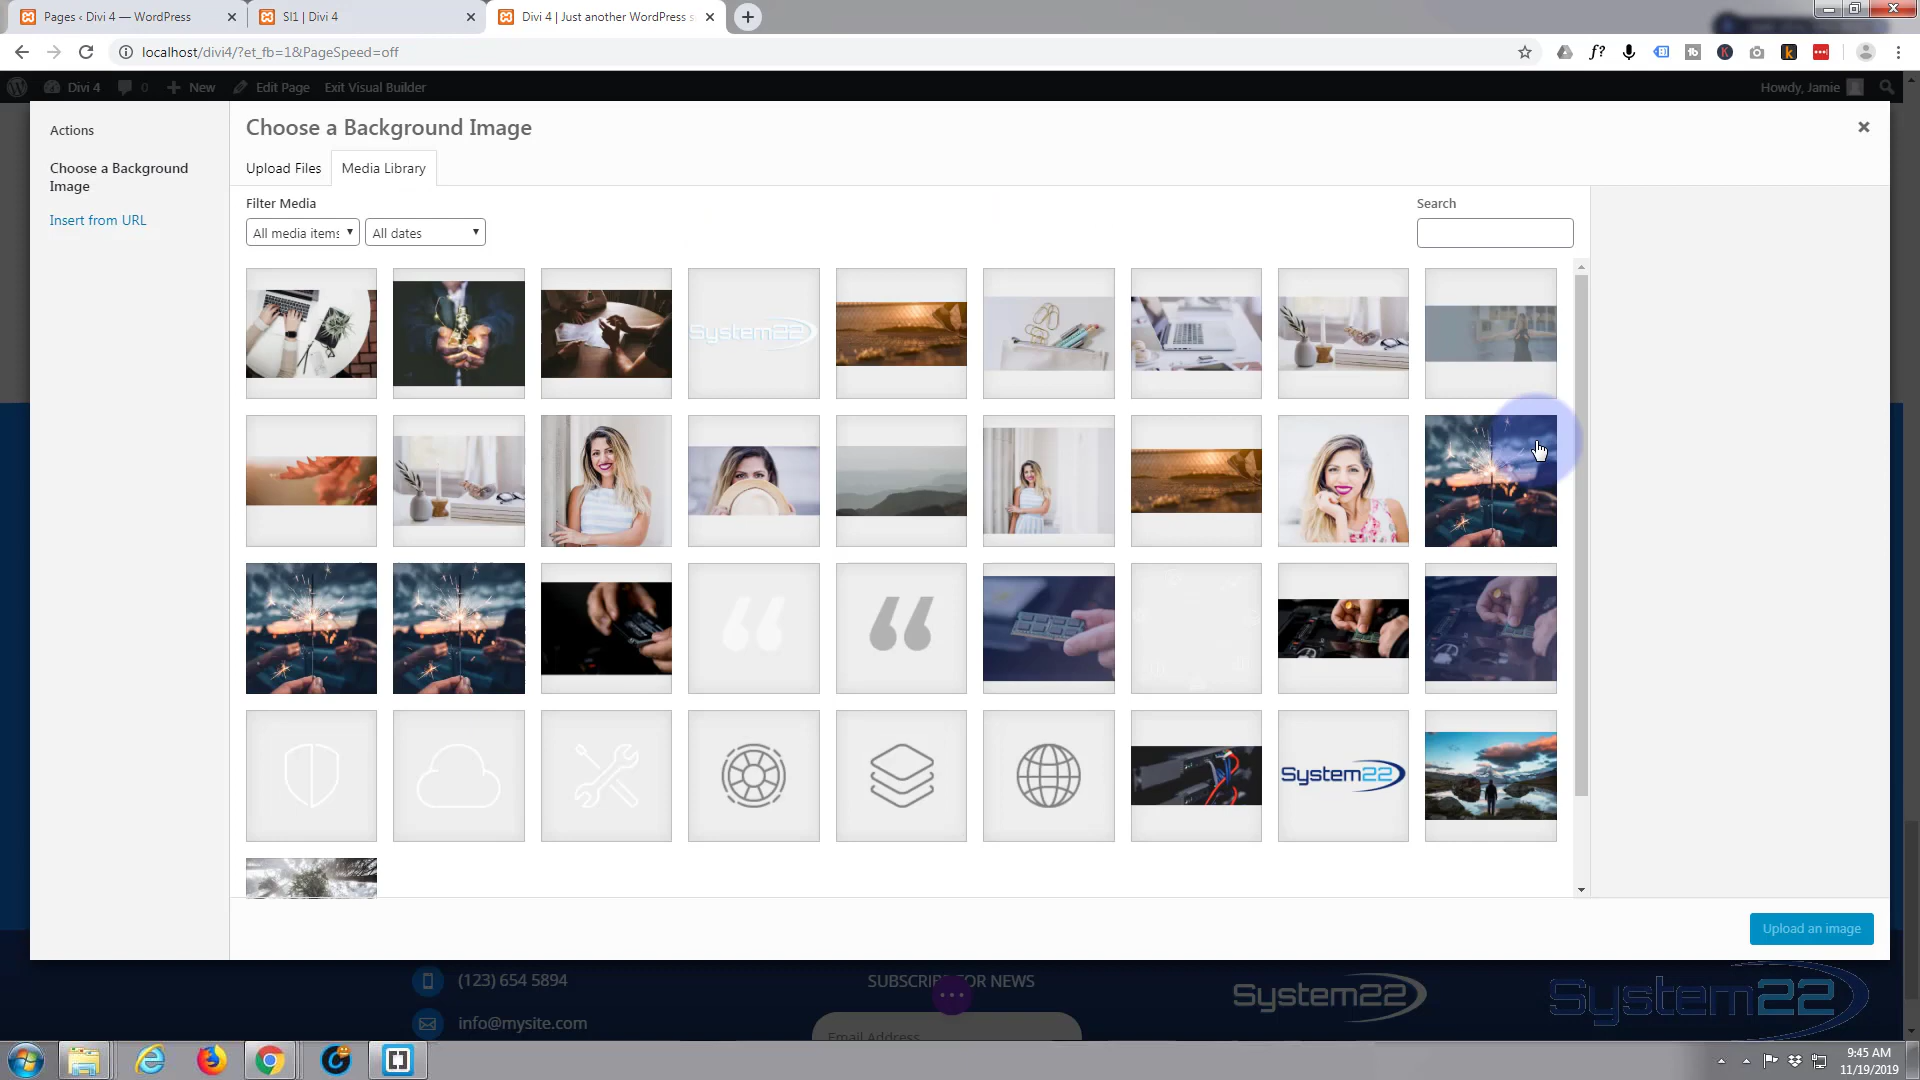 Pages ‹ Divi 4 — WordPress
SI1 | Divi 4
Divi 4 | Just another WordPress s
localhost/divi4/?et_fb=1&PageSpeed=off
f?
Divi 4
0
New
Edit Page
Exit Visual Builder
Howdy, Jamie
Actions
Choose a Background Image
Choose a Background
Image
Insert from URL
Upload Files
Media Library
Filter Media
Search
All media items
All dates
System22
System22
Upload an image
(123) 654 5894
SUBSCRIBE FOR NEWS
System22
System22
info@mysite.com
Email Address
9:45 AM
11/19/2019